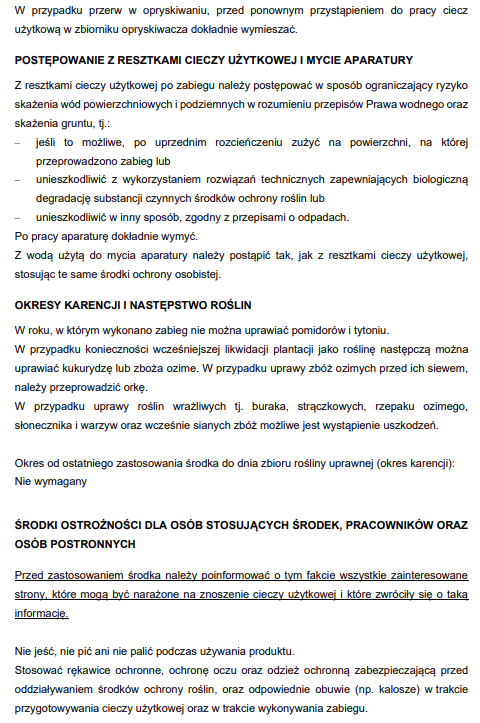 W przypadku przerw w opryskiwaniu, przed ponownym przystąpieniem do pracy ciecz
użytkową w zbiorniku opryskiwacza dokładnie wymieszać.
POSTĘPOWANIE Z RESZTKAMI CIECZY UŻYTKOWEJ I MYCIE APARATURY
Z resztkami cieczy użytkowej po zabiegu należy postępować w sposób ograniczający ryzyko
skażenia wód powierzchniowych i podziemnych w rozumieniu przepisów Prawa wodnego oraz
skażenia gruntu, tj.:
– jeśli to możliwe, po uprzednim rozcieńczeniu zużyć na powierzchni, na której
przeprowadzono zabieg lub
– unieszkodliwić z wykorzystaniem rozwiązań technicznych zapewniających biologiczną
degradację substancji czynnych środków ochrony roślin lub
– unieszkodliwić w inny sposób, zgodny z przepisami o odpadach.
Po pracy aparaturę dokładnie wymyć.
Z wodą użytą do mycia aparatury należy postąpić tak, jak z resztkami cieczy użytkowej,
stosując te same środki ochrony osobistej.
OKRESY KARENCJI I NASTĘPSTWO ROŚLIN
W roku, w którym wykonano zabieg nie można uprawiać pomidorów i tytoniu.
W przypadku konieczności wcześniejszej likwidacji plantacji jako roślinę następczą można
uprawiać kukurydzę lub zboża ozime. W przypadku uprawy zbóż ozimych przed ich siewem,
należy przeprowadzić orkę.
W przypadku uprawy roślin wrażliwych tj. buraka, strączkowych, rzepaku ozimego,
słonecznika i warzyw oraz wcześnie sianych zbóż możliwe jest wystąpienie uszkodzeń.
Okres od ostatniego zastosowania środka do dnia zbioru rośliny uprawnej (okres karencji):
Nie wymagany
ŚRODKI OSTROŻNOŚCI DLA OSÓB STOSUJĄCYCH ŚRODEK, PRACOWNIKÓW ORAZ
OSÓB POSTRONNYCH
Przed zastosowaniem środka należy poinformować o tym fakcie wszystkie zainteresowane
strony, które mogą być narażone na znoszenie cieczy użytkowej i które zwróciły się o taką
informację.
Nie jeść, nie pić ani nie palić podczas używania produktu.
Stosować rękawice ochronne, ochronę oczu oraz odzież ochronną zabezpieczającą przed
oddziaływaniem środków ochrony roślin, oraz odpowiednie obuwie (np. kalosze) w trakcie
przygotowywania cieczy użytkowej oraz w trakcie wykonywania zabiegu.